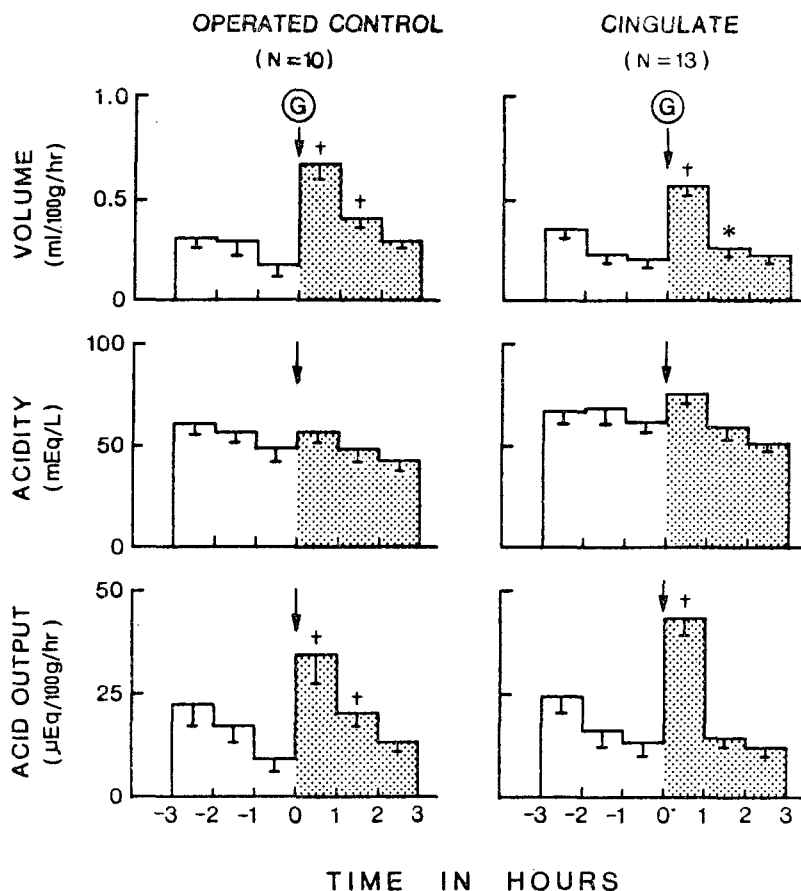 OPERATED CONTROL
(N=10)
CINGULATE
(N=13)
VOLUME
(ml/100g/hr)
1.0
0.5
0
G
†
†
G
†
*
ACIDITY
(mEq/L)
100
50
0
ACID OUTPUT
(µEq/100g/hr)
50
25
0
†
†
†
-3 -2 -1 0 1 2 3
-3 -2 -1 0 1 2 3
TIME IN HOURS